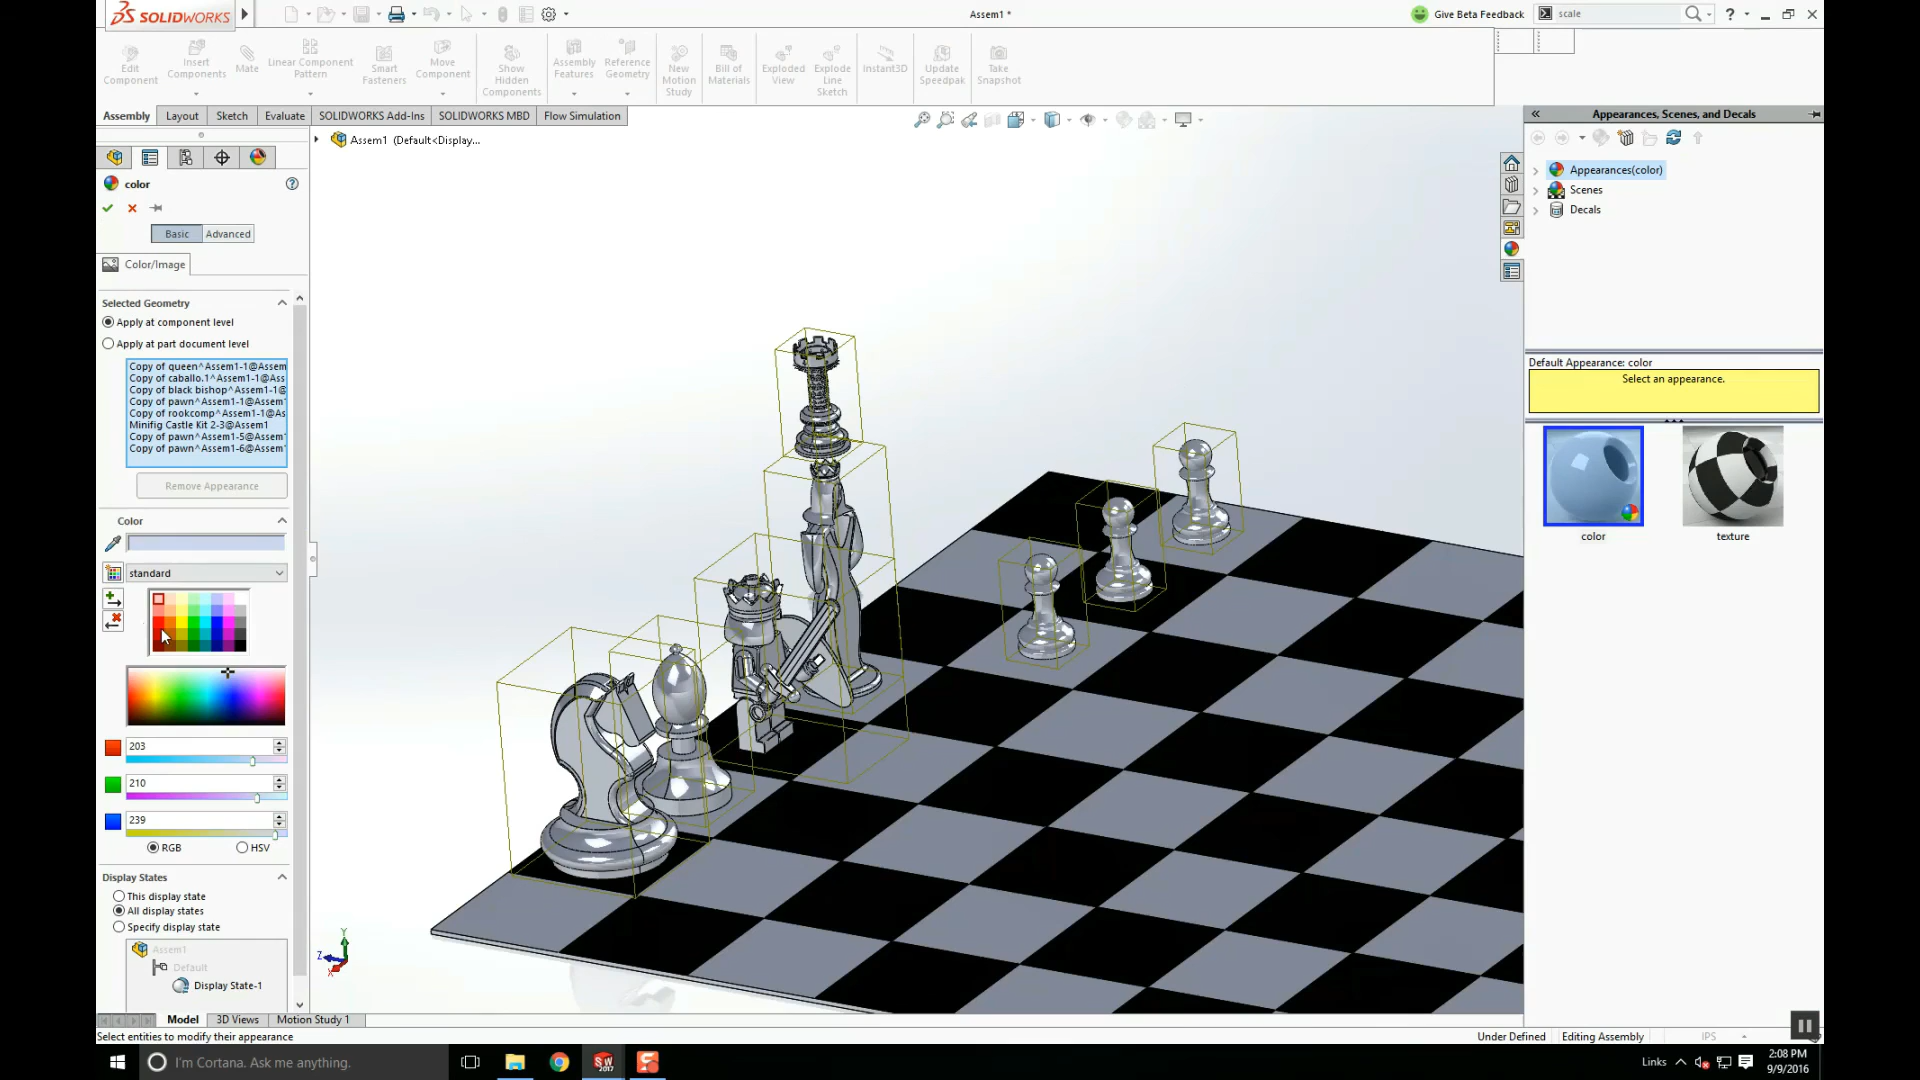 SOLIDWORKS
Assem1 *
Give Beta Feedback
scale
?
Edit Component
Insert Components
Mate
Linear Component Pattern
Smart Fasteners
Move Component
Show Hidden Components
Assembly Features
Reference Geometry
New Motion Study
Bill of Materials
Exploded View
Explode Line Sketch
Instant3D
Update Speedpak
Take Snapshot
Assembly
Layout
Sketch
Evaluate
SOLIDWORKS Add-Ins
SOLIDWORKS MBD
Flow Simulation
Assem1 (Default<Display...
color
?
Basic
Advanced
Color/Image
Selected Geometry
Apply at component level
Apply at part document level
Copy of queen^Assem1-1@Assem
Copy of caballo.1^Assem1-1@Ass
Copy of black bishop^Assem1-1@
Copy of pawn^Assem1-1@Assem
Copy of rookcomp^Assem1-1@As
Minifig Castle Kit 2-3@Assem1
Copy of pawn^Assem1-5@Assem
Copy of pawn^Assem1-6@Assem
Remove Appearance
Color
standard
203
210
239
RGB
HSV
Display States
This display state
All display states
Specify display state
Assem1
Default
Display State-1
Y
Z
X
Appearances, Scenes, and Decals
Appearances(color)
Scenes
Decals
Default Appearance: color
Select an appearance.
color
texture
Model
3D Views
Motion Study 1
Select entities to modify their appearance
Under Defined
Editing Assembly
IPS
I'm Cortana. Ask me anything.
SW
2017
Links
2:08 PM
9/9/2016